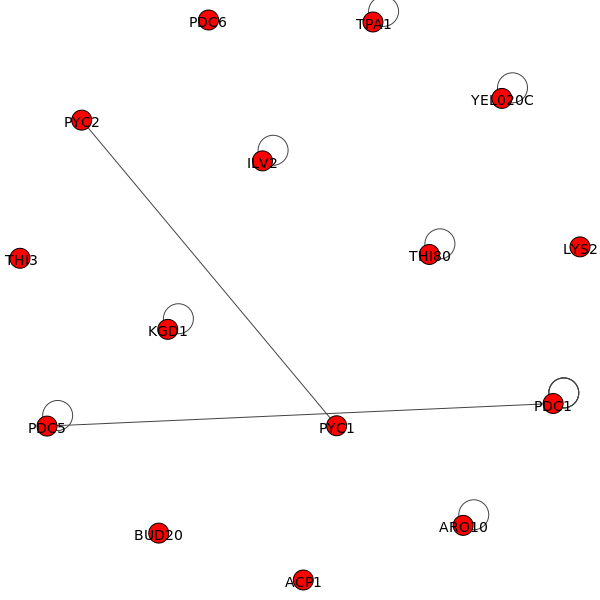 PDC6
TPA1
YEL020C
PYC2
ILV2
LYS2
THI80
THI3
KGD1
PDC1
PDC5
PYC1
ARO10
BUD20
ACP1